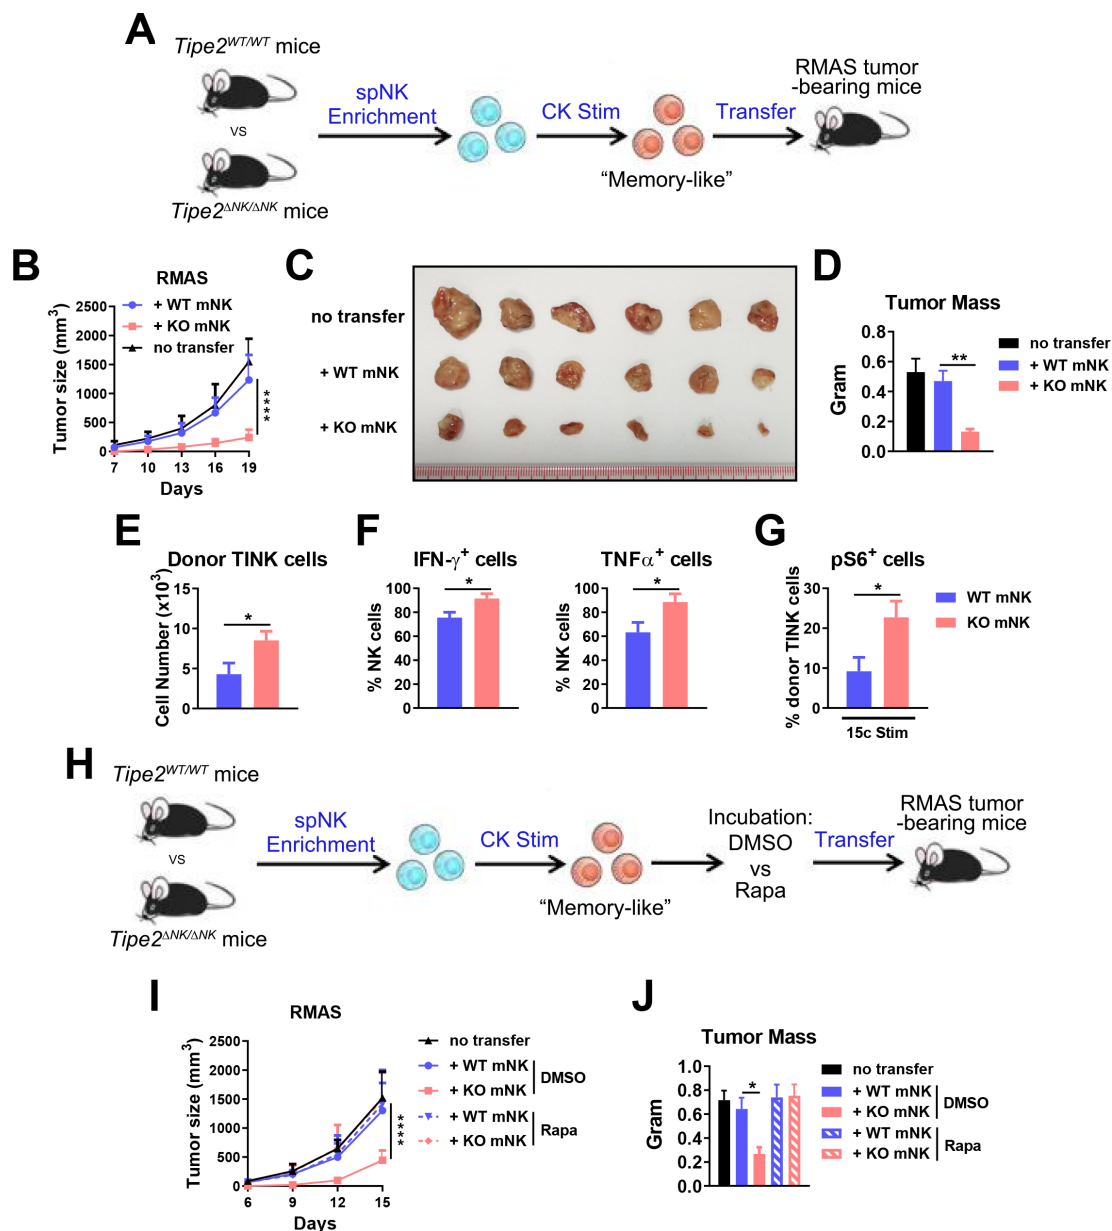 A
Tipe2WT/WT mice
vs
Tipe2ΔNK/ΔNK mice
spNK
Enrichment
CK Stim
“Memory-like”
Transfer
RMAS tumor
-bearing mice
B
RMAS
+ WT mNK
+ KO mNK
no transfer
Tumor size (mm3)
2500
2000
1500
1000
500
0
7 10 13 16 19
Days
****
C
no transfer
+ WT mNK
+ KO mNK
D
Tumor Mass
Gram
0.8
0.6
0.4
0.2
0.0
**
no transfer
+ WT mNK
+ KO mNK
E
Donor TINK cells
Cell Number (x103)
15
10
5
0
*
F
IFN-γ+ cells
% NK cells
100
80
60
40
20
0
*
TNFα+ cells
% NK cells
100
80
60
40
20
0
*
G
pS6+ cells
% donor TINK cells
30
20
10
0
*
15c Stim
WT mNK
KO mNK
H
Tipe2WT/WT mice
vs
Tipe2ΔNK/ΔNK mice
spNK
Enrichment
CK Stim
“Memory-like”
Incubation:
DMSO
vs
Rapa
Transfer
RMAS tumor
-bearing mice
I
RMAS
Tumor size (mm3)
2500
2000
1500
1000
500
0
6 9 12 15
Days
****
no transfer
+ WT mNK
+ KO mNK
DMSO
+ WT mNK
+ KO mNK
Rapa
J
Tumor Mass
Gram
1.0
0.8
0.6
0.4
0.2
0.0
*
no transfer
+ WT mNK
+ KO mNK
DMSO
+ WT mNK
+ KO mNK
Rapa